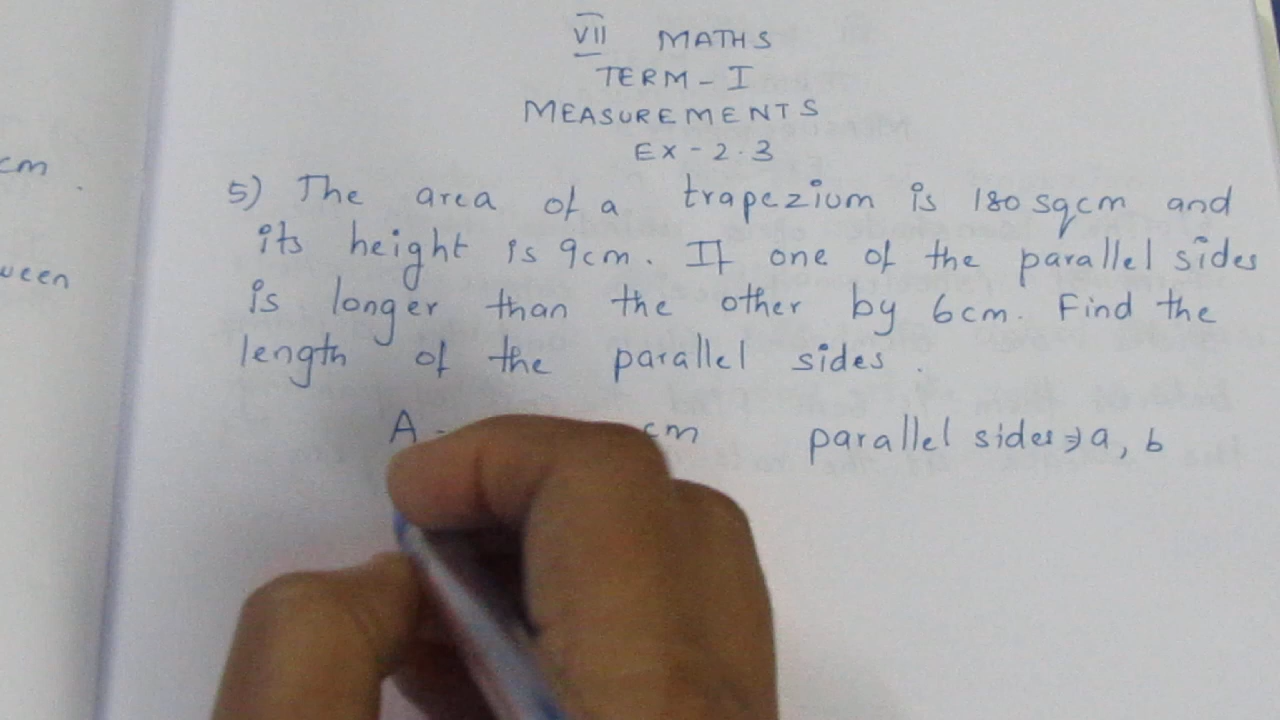 cm.
ween
VII MATHS
TERM - I
MEASUREMENTS
EX - 2.3
5) The area of a trapezium is 180 sqcm and
its height is 9cm. If one of the parallel sides
is longer than the other by 6cm. Find the
length of the parallel sides.
A - cm parallel sides ⇒ a, b